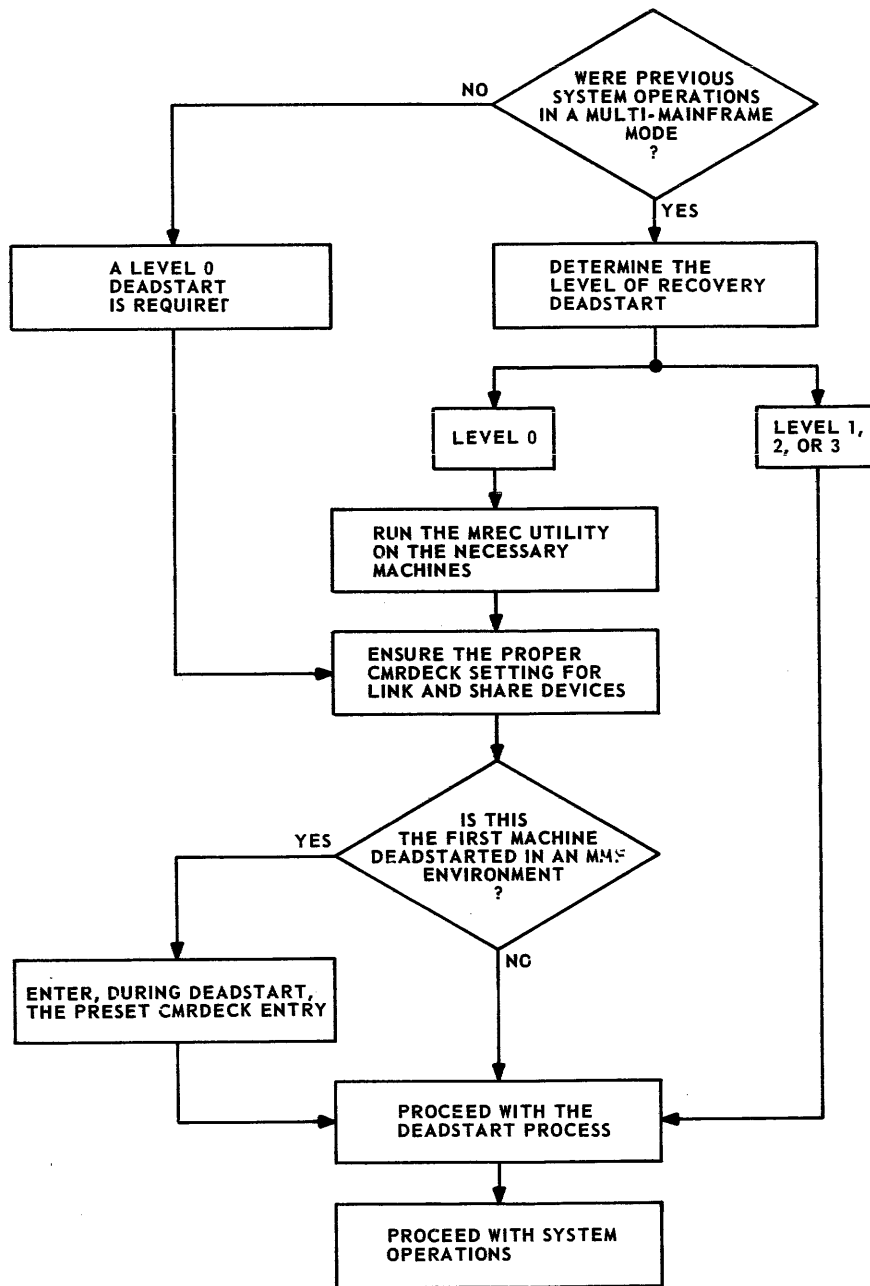 WERE PREVIOUS
SYSTEM OPERATIONS
IN A MULTI-MAINFRAME
MODE
?
NO
YES
A LEVEL 0
DEADSTART
IS REQUIRED
DETERMINE THE
LEVEL OF RECOVERY
DEADSTART
LEVEL 0
LEVEL 1,
2, OR 3
RUN THE MREC UTILITY
ON THE NECESSARY
MACHINES
ENSURE THE PROPER
CMRDECK SETTING FOR
LINK AND SHARE DEVICES
IS THIS
THE FIRST MACHINE
DEADSTARTED IN AN MMF
ENVIRONMENT
?
YES
NO
ENTER, DURING DEADSTART,
THE PRESET CMRDECK ENTRY
PROCEED WITH THE
DEADSTART PROCESS
PROCEED WITH SYSTEM
OPERATIONS